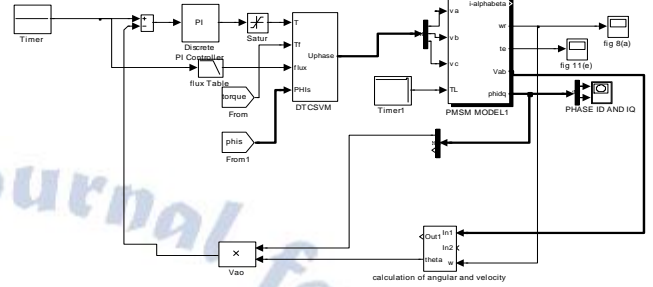 i-alphabeta
Timer
PI
Discrete
PI Controller
Satur
flux Table
torque
From
phis
From1
T
Tf
flux
PHIs
Uphase
DTCSVM
Timer1
va
vb
vc
TL
wr
te
Vab
phidq
PMSM MODEL1
fig 8(a)
fig 11(e)
PHASE ID AND IQ
×
Vao
Out1
theta
In1
In2
w
calculation of angular and velocity
urnal f